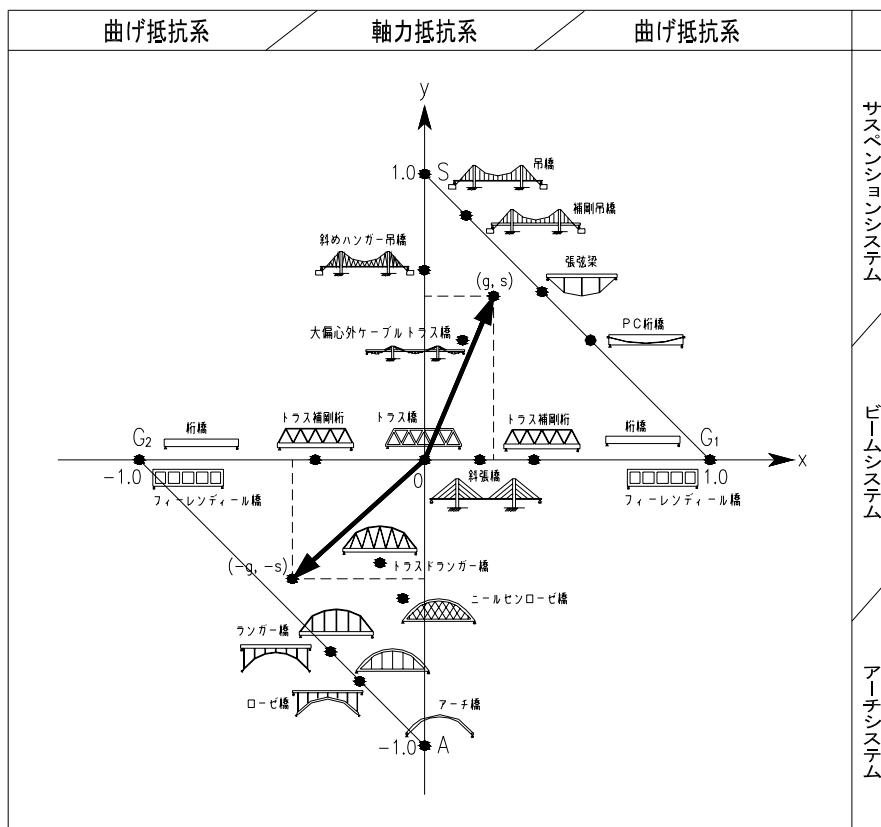 曲げ抵抗系
軸力抵抗系
曲げ抵抗系
サスペンションシステム
ビームシステム
アーチシステム
y
1.0
S
吊橋
補剛吊橋
斜めハンガー吊橋
張弦梁
(g, s)
大偏心外ケーブルトラス橋
PC桁橋
G₂
桁橋
トラス補剛桁
トラス橋
トラス補剛桁
桁橋
G₁
x
-1.0
0
1.0
フィーレンディール橋
斜張橋
フィーレンディール橋
(-g, -s)
トラスドランガー橋
ニールセンローゼ橋
ランガー橋
ローゼ橋
アーチ橋
-1.0
A